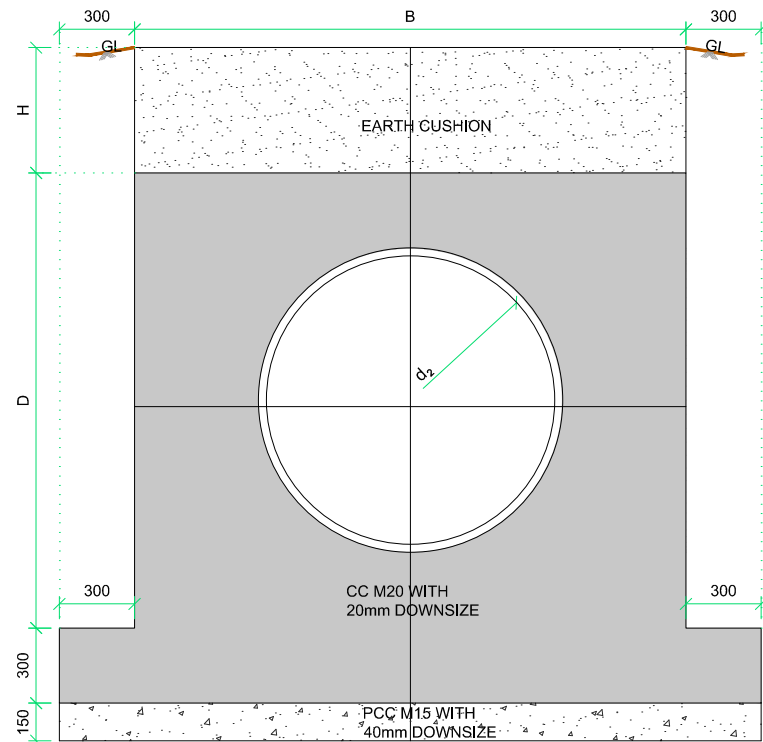 300
B
300
GL
GL
H
EARTH CUSHION
d₂
D
300
CC M20 WITH
20mm DOWNSIZE
300
300
PCC M15 WITH
40mm DOWNSIZE
150